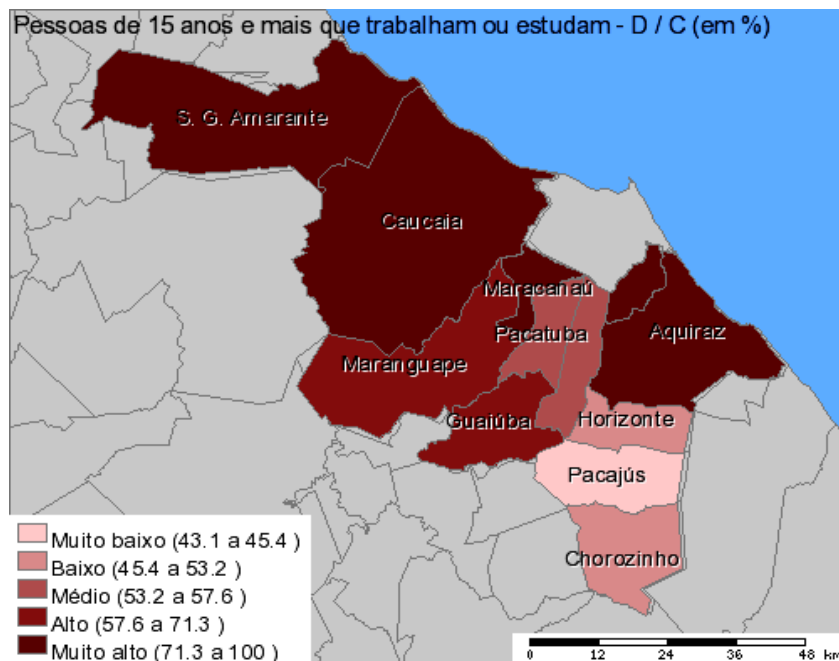 Pessoas de 15 anos e mais que trabalham ou estudam - D / C (em %)
S. G. Amarante
Caucaia
Maracanaú
Pacatuba
Aquiraz
Maranguape
Guaiúba
Horizonte
Pacajús
Chorozinho
Muito baixo (43.1 a 45.4 )
Baixo (45.4 a 53.2 )
Médio (53.2 a 57.6 )
Alto (57.6 a 71.3 )
Muito alto (71.3 a 100 )
0 12 24 36 48 km